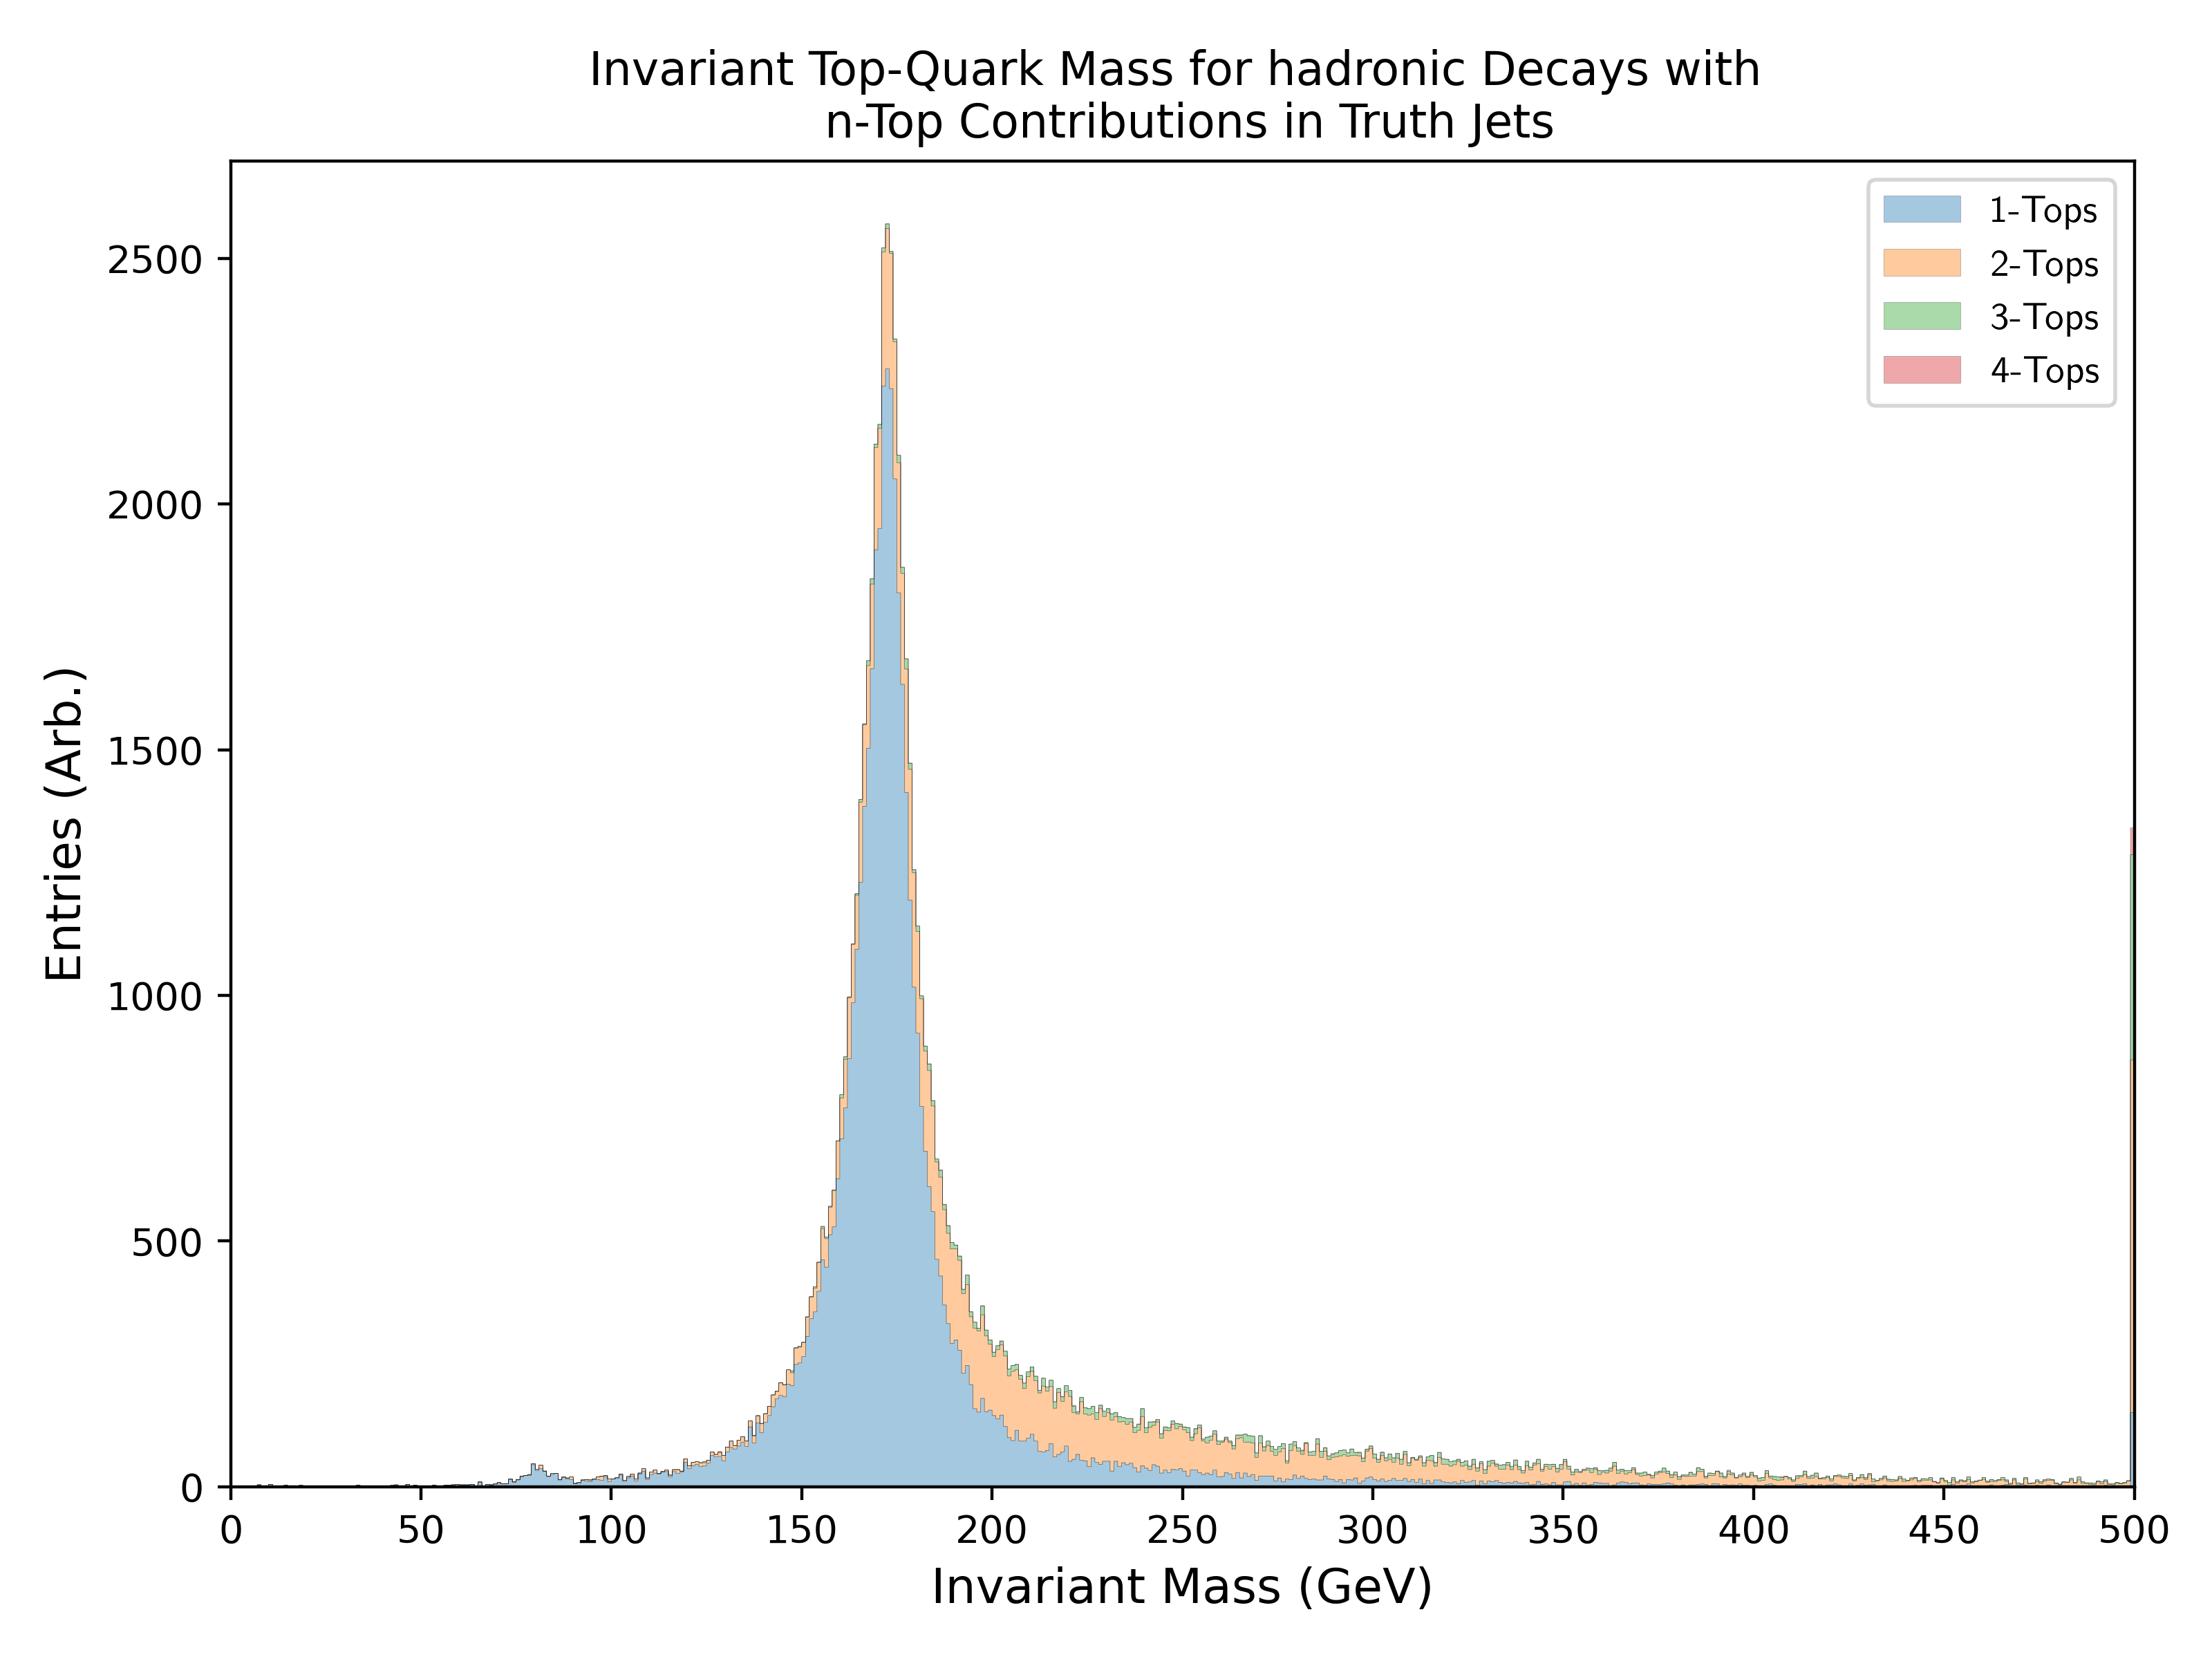 Invariant Top-Quark Mass for hadronic Decays with
n-Top Contributions in Truth Jets
1-Tops
2-Tops
3-Tops
4-Tops
Entries (Arb.)
2500
2000
1500
1000
500
0
0 50 100 150 200 250 300 350 400 450 500
Invariant Mass (GeV)